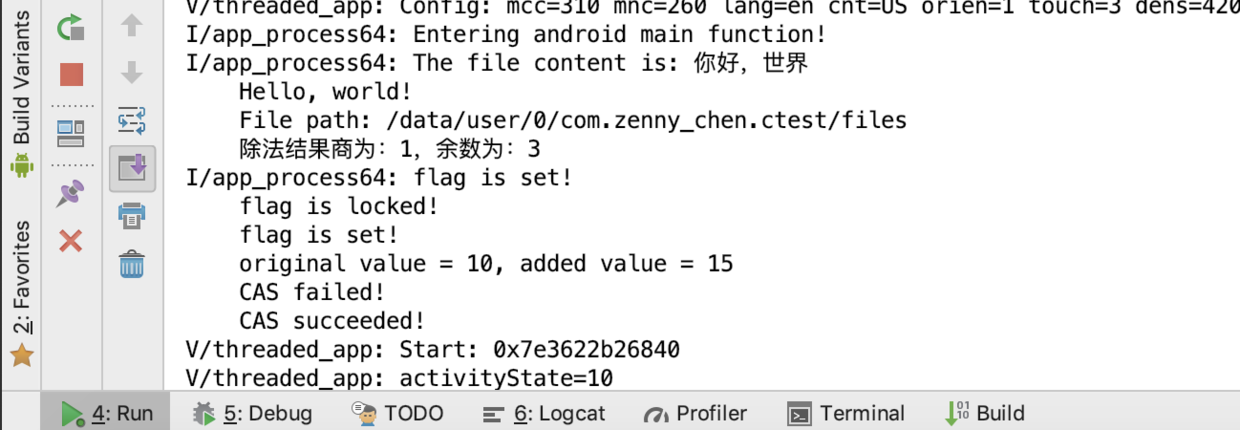 V/threaded_app: Config: mcc=310 mnc=260 lang=en cnt=US orien=1 touch=3 dens=420
I/app_process64: Entering android main function!
I/app_process64: The file content is: 你好，世界
Hello, world!
File path: /data/user/0/com.zenny_chen.ctest/files
除法结果商为：1，余数为：3
I/app_process64: flag is set!
flag is locked!
flag is set!
original value = 10, added value = 15
CAS failed!
CAS succeeded!
V/threaded_app: Start: 0x7e3622b26840
V/threaded_app: activityState=10
Build Variants
2: Favorites
4: Run
5: Debug
TODO
6: Logcat
Profiler
Terminal
Build